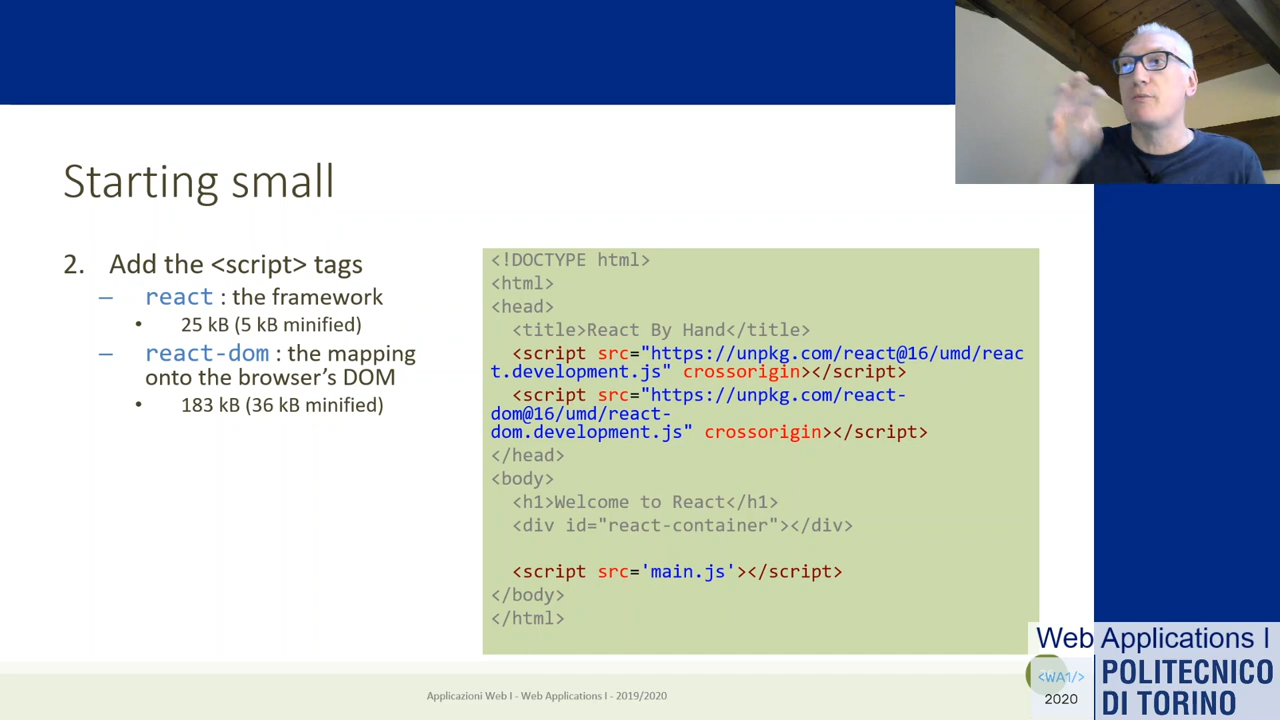 Starting small
2. Add the <script> tags
– react : the framework
• 25 kB (5 kB minified)
– react-dom : the mapping
onto the browser's DOM
• 183 kB (36 kB minified)
<!DOCTYPE html>
<html>
<head>
<title>React By Hand</title>
<script src="https://unpkg.com/react@16/umd/reac
t.development.js" crossorigin></script>
<script src="https://unpkg.com/react-
dom@16/umd/react-
dom.development.js" crossorigin></script>
</head>
<body>
<h1>Welcome to React</h1>
<div id="react-container"></div>
<script src='main.js'></script>
</body>
</html>
Applicazioni Web I - Web Applications I - 2019/2020
Web Applications I
<WA1/>
2020
POLITECNICO
DI TORINO